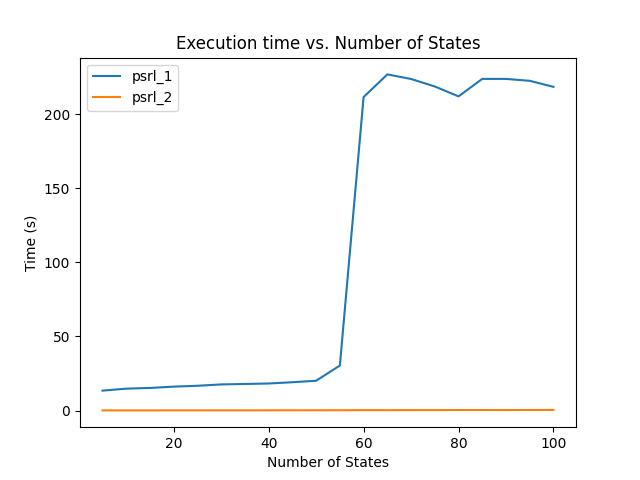 Execution time vs. Number of States
psrl_1
psrl_2
Time (s)
200
150
100
50
0
20 40 60 80 100
Number of States